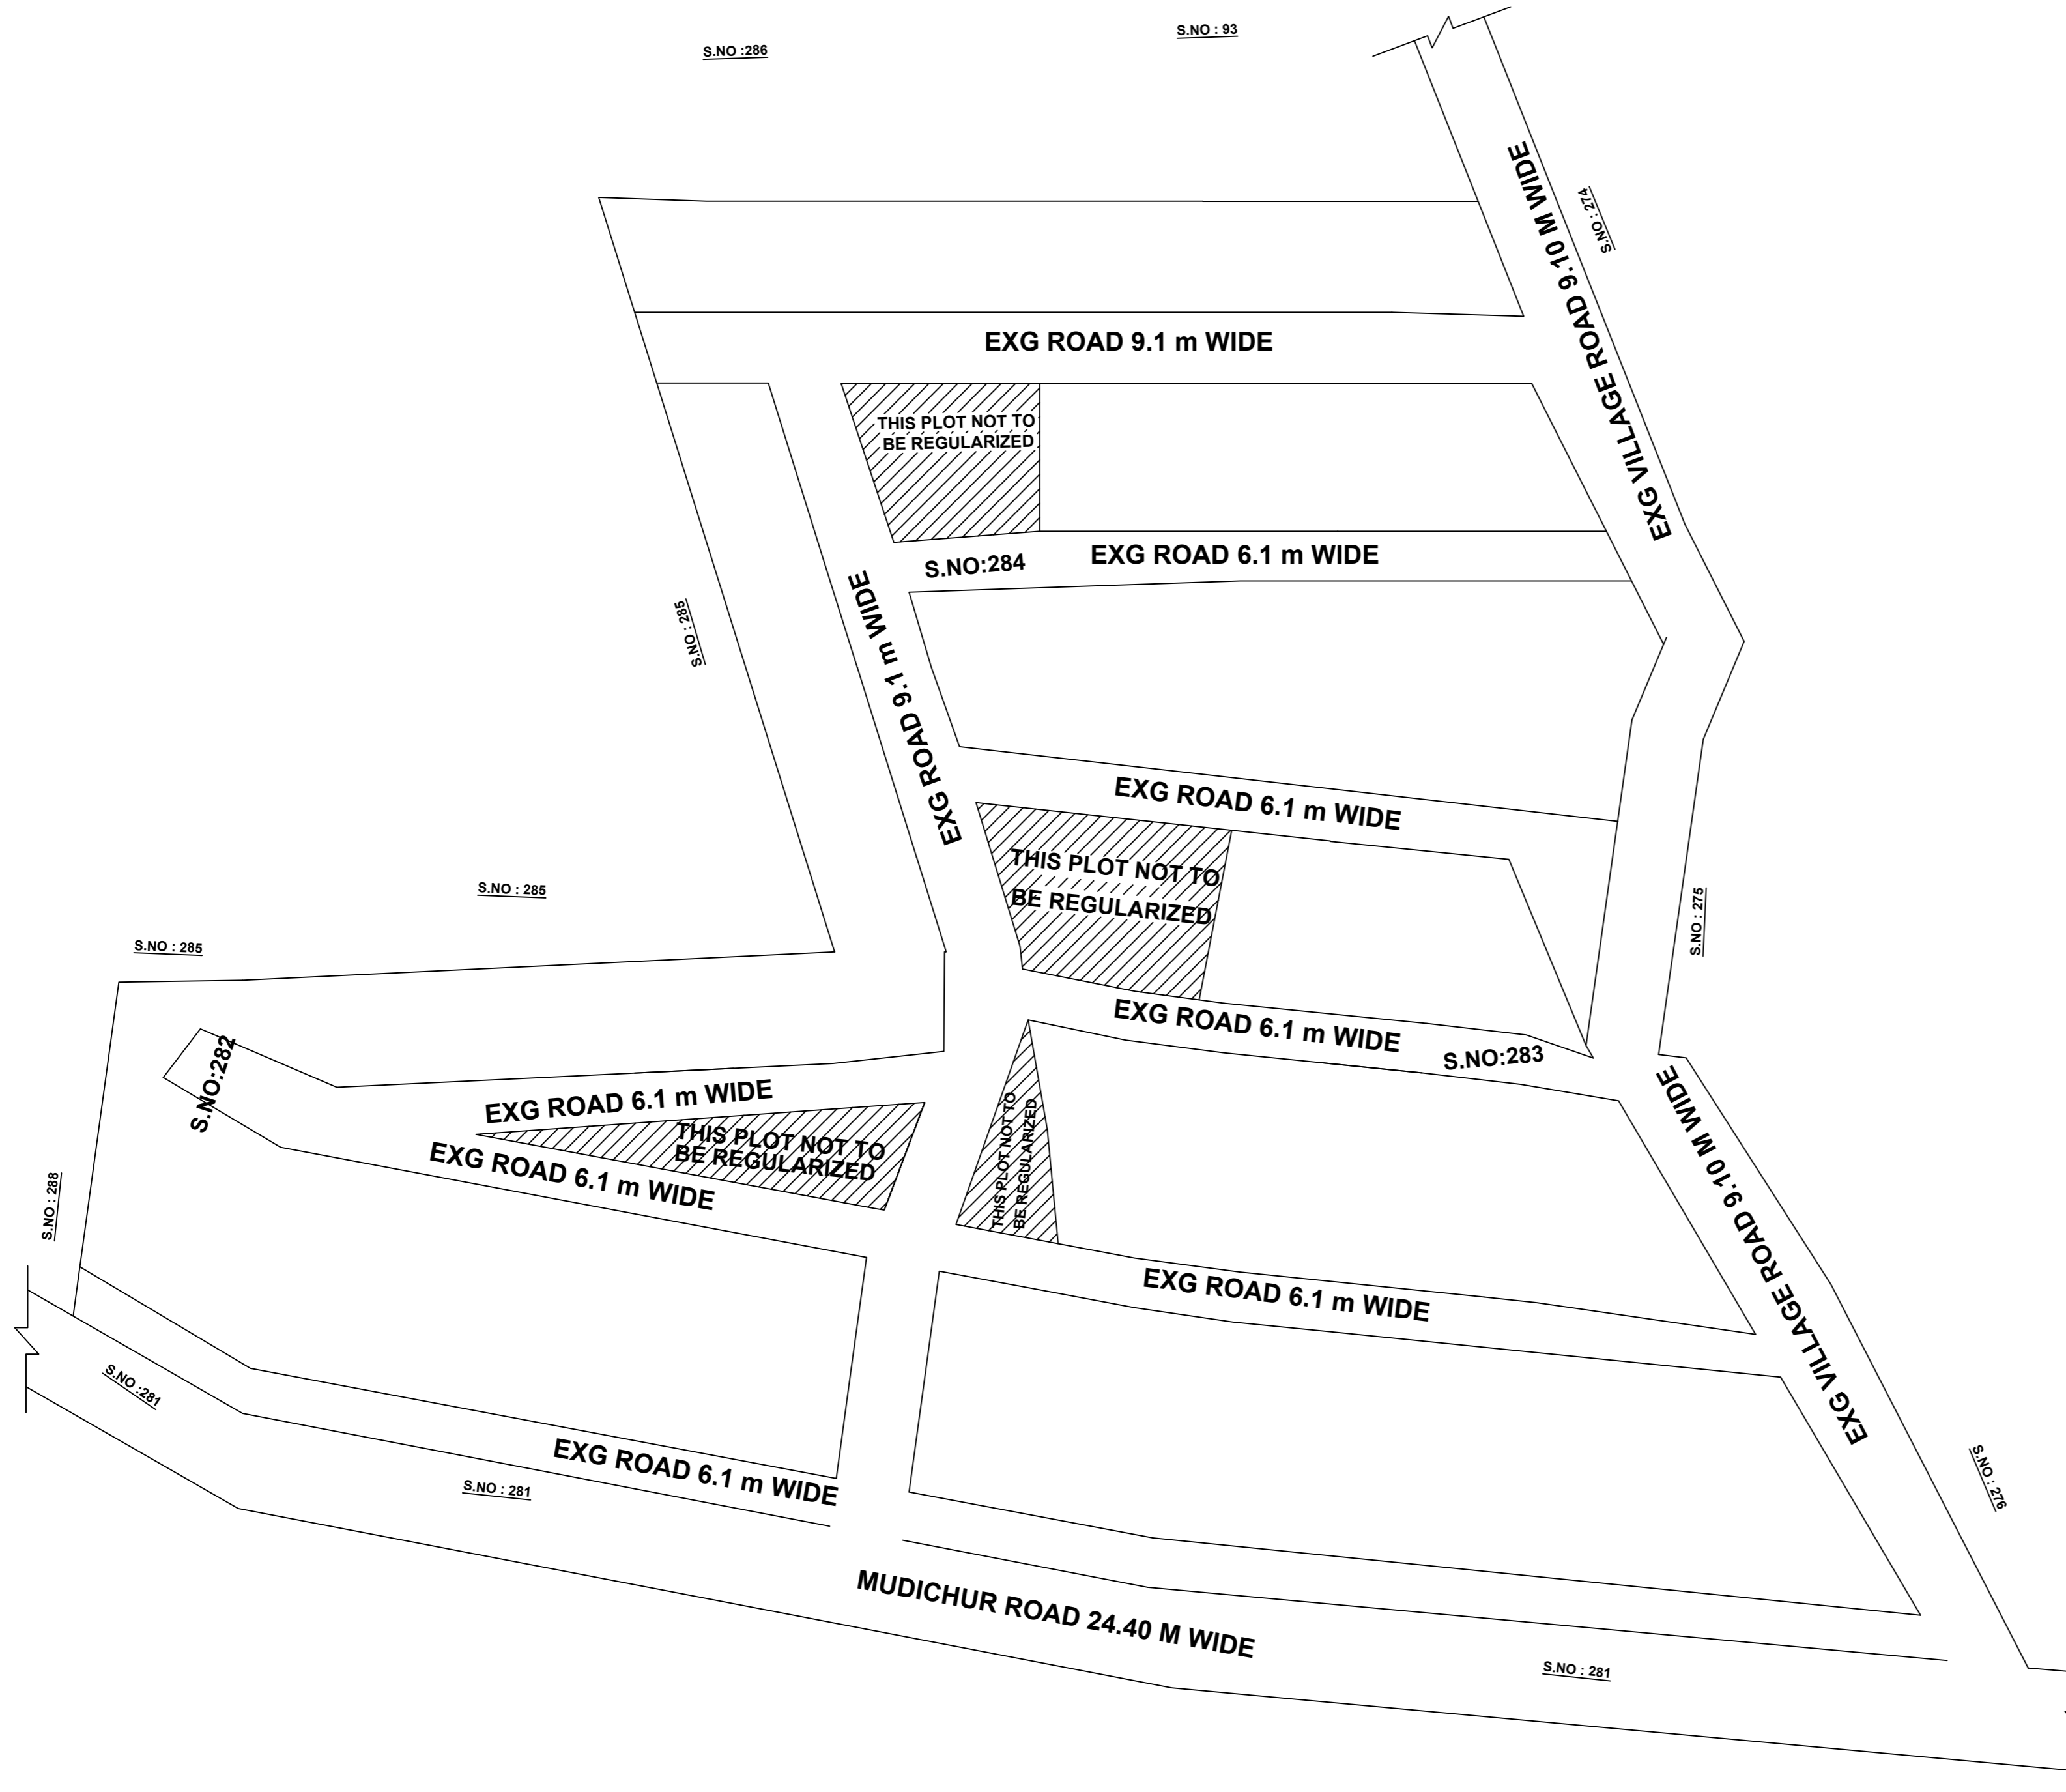 S.NO :286
S.NO : 93
EXG VILLAGE ROAD 9.10 M WIDE
S.NO : 274
EXG ROAD 9.1 m WIDE
THIS PLOT NOT TO
BE REGULARIZED
S.NO:284
EXG ROAD 6.1 m WIDE
EXG ROAD 9.1 m WIDE
S.NO : 285
EXG ROAD 6.1 m WIDE
THIS PLOT NOT TO
BE REGULARIZED
S.NO : 285
S.NO : 285
S.NO : 275
EXG ROAD 6.1 m WIDE
S.NO:283
S.NO:282
EXG ROAD 6.1 m WIDE
THIS PLOT NOT TO
BE REGULARIZED
THIS PLOT NOT TO
BE REGULARIZED
EXG ROAD 6.1 m WIDE
EXG VILLAGE ROAD 9.10 M WIDE
S.NO : 288
EXG ROAD 6.1 m WIDE
S.NO :281
EXG ROAD 6.1 m WIDE
S.NO : 281
S.NO : 276
MUDICHUR ROAD 24.40 M WIDE
S.NO : 281